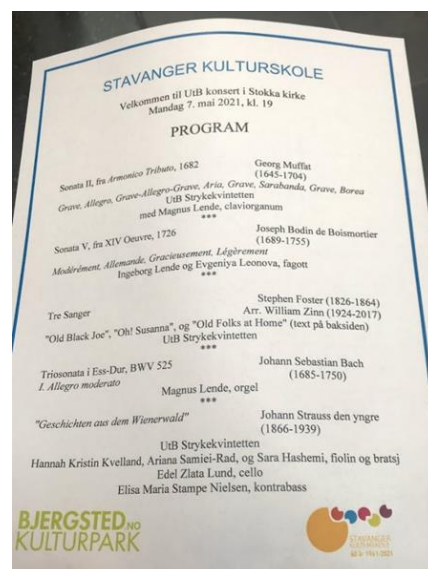 STAVANGER KULTURSKOLE
Velkommen til UtB konsert i Stokka kirke
Mandag 7. mai 2021, kl. 19
PROGRAM
Sonata II, fra Armonico Tributo, 1682 Georg Muffat
(1645-1704)
Grave, Allegro, Grave-Allegro-Grave, Aria, Grave, Sarabanda, Grave, Borea
UtB Strykekvintetten
med Magnus Lende, claviorganum
***
Sonata V, fra XIV Oeuvre, 1726 Joseph Bodin de Boismortier
(1689-1755)
Modérément, Allemande, Gracieusement, Légèrement
Ingeborg Lende og Evgeniya Leonova, fagott
***
Stephen Foster (1826-1864)
Tre Sanger Arr. William Zinn (1924-2017)
"Old Black Joe", "Oh! Susanna", og "Old Folks at Home" (text på baksiden)
UtB Strykekvintetten
***
Triosonata i Ess-Dur, BWV 525 Johann Sebastian Bach
I. Allegro moderato (1685-1750)
Magnus Lende, orgel
***
"Geschichten aus dem Wienerwald" Johann Strauss den yngre
(1866-1939)
UtB Strykekvintetten
Hannah Kristin Kvelland, Ariana Samiei-Rad, og Sara Hashemi, fiolin og bratsj
Edel Zlata Lund, cello
Elisa Maria Stampe Nielsen, kontrabass
BJERGSTED.NO
KULTURPARK
STAVANGER
KULTURSKOLE
60 år 1961-2021